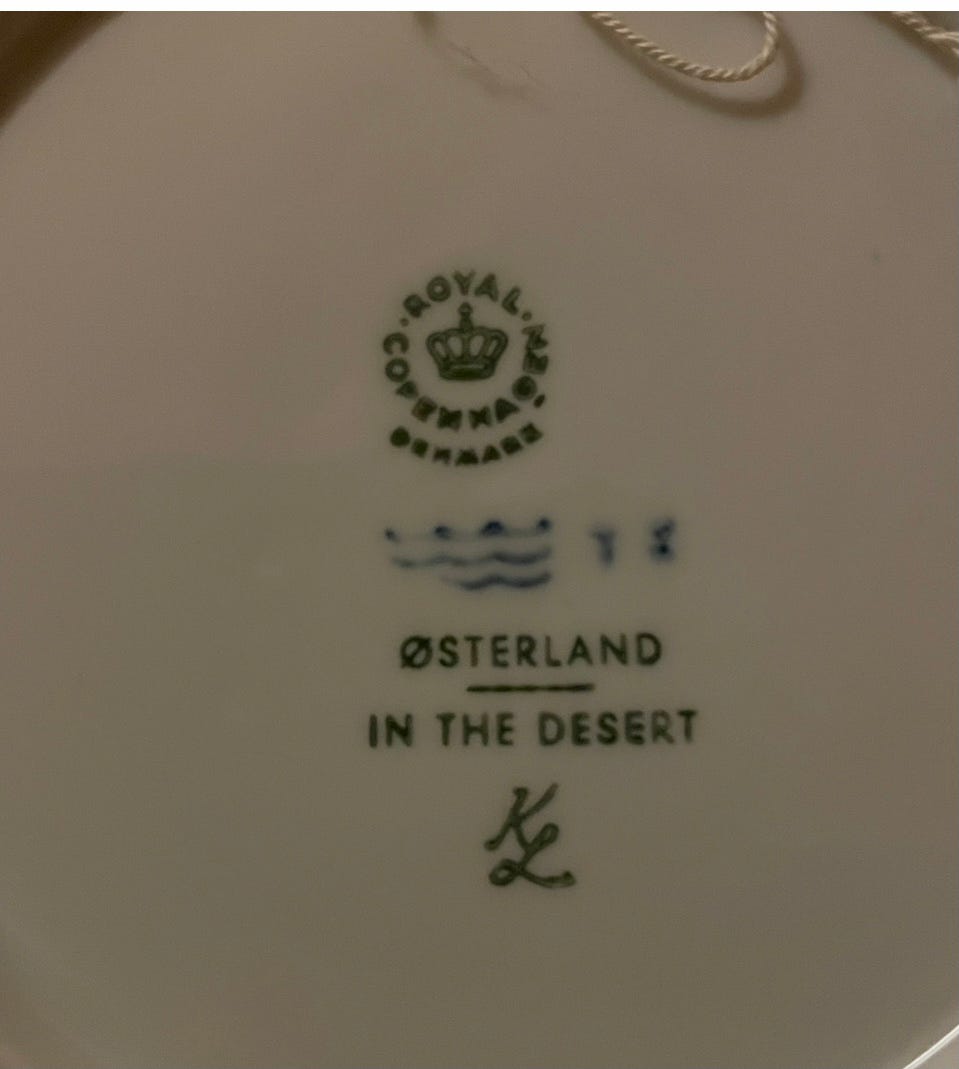 ROYAL
COPENHAGEN
DENMARK
ØSTERLAND
IN THE DESERT
KL